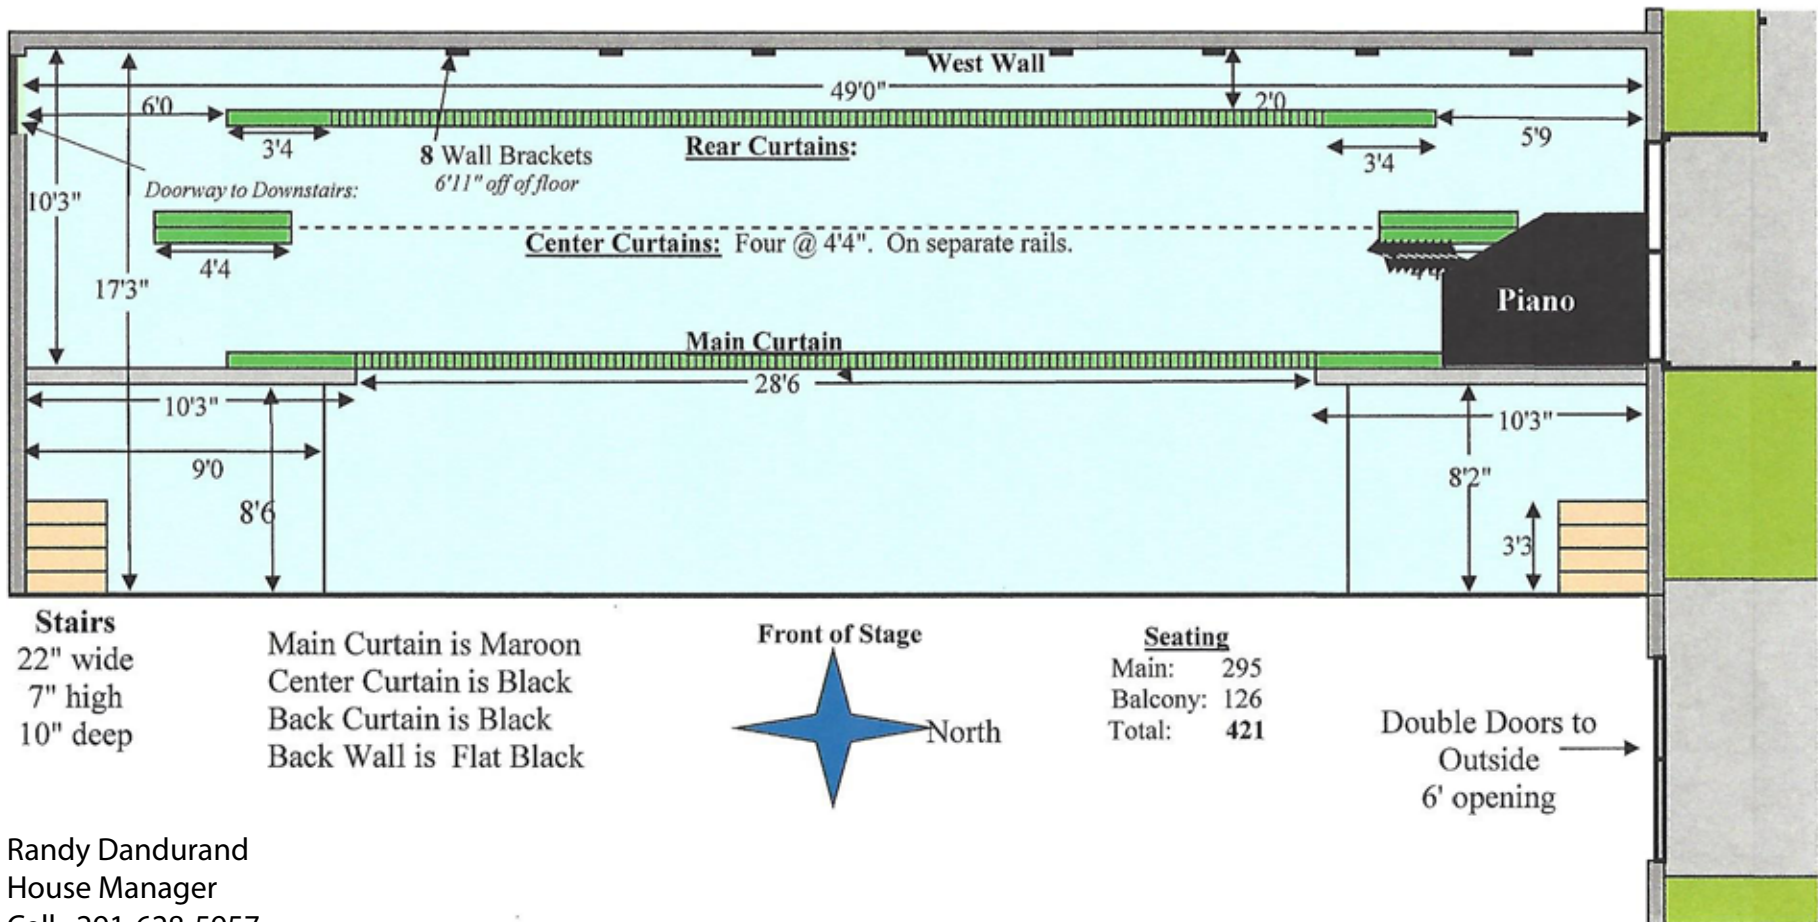 West Wall
49'0"
6'0
2'0
5'9
3'4
8 Wall Brackets
6'11" off of floor
Rear Curtains:
3'4
Doorway to Downstairs:
10'3"
Center Curtains: Four @ 4'4". On separate rails.
4'4
17'3"
Piano
Main Curtain
28'6
10'3"
10'3"
9'0
8'6
8'2"
3'3
Stairs
22" wide
7" high
10" deep
Main Curtain is Maroon
Center Curtain is Black
Back Curtain is Black
Back Wall is Flat Black
Front of Stage
North
Seating
Main: 295
Balcony: 126
Total: 421
Double Doors to
Outside
6' opening
Randy Dandurand
House Manager